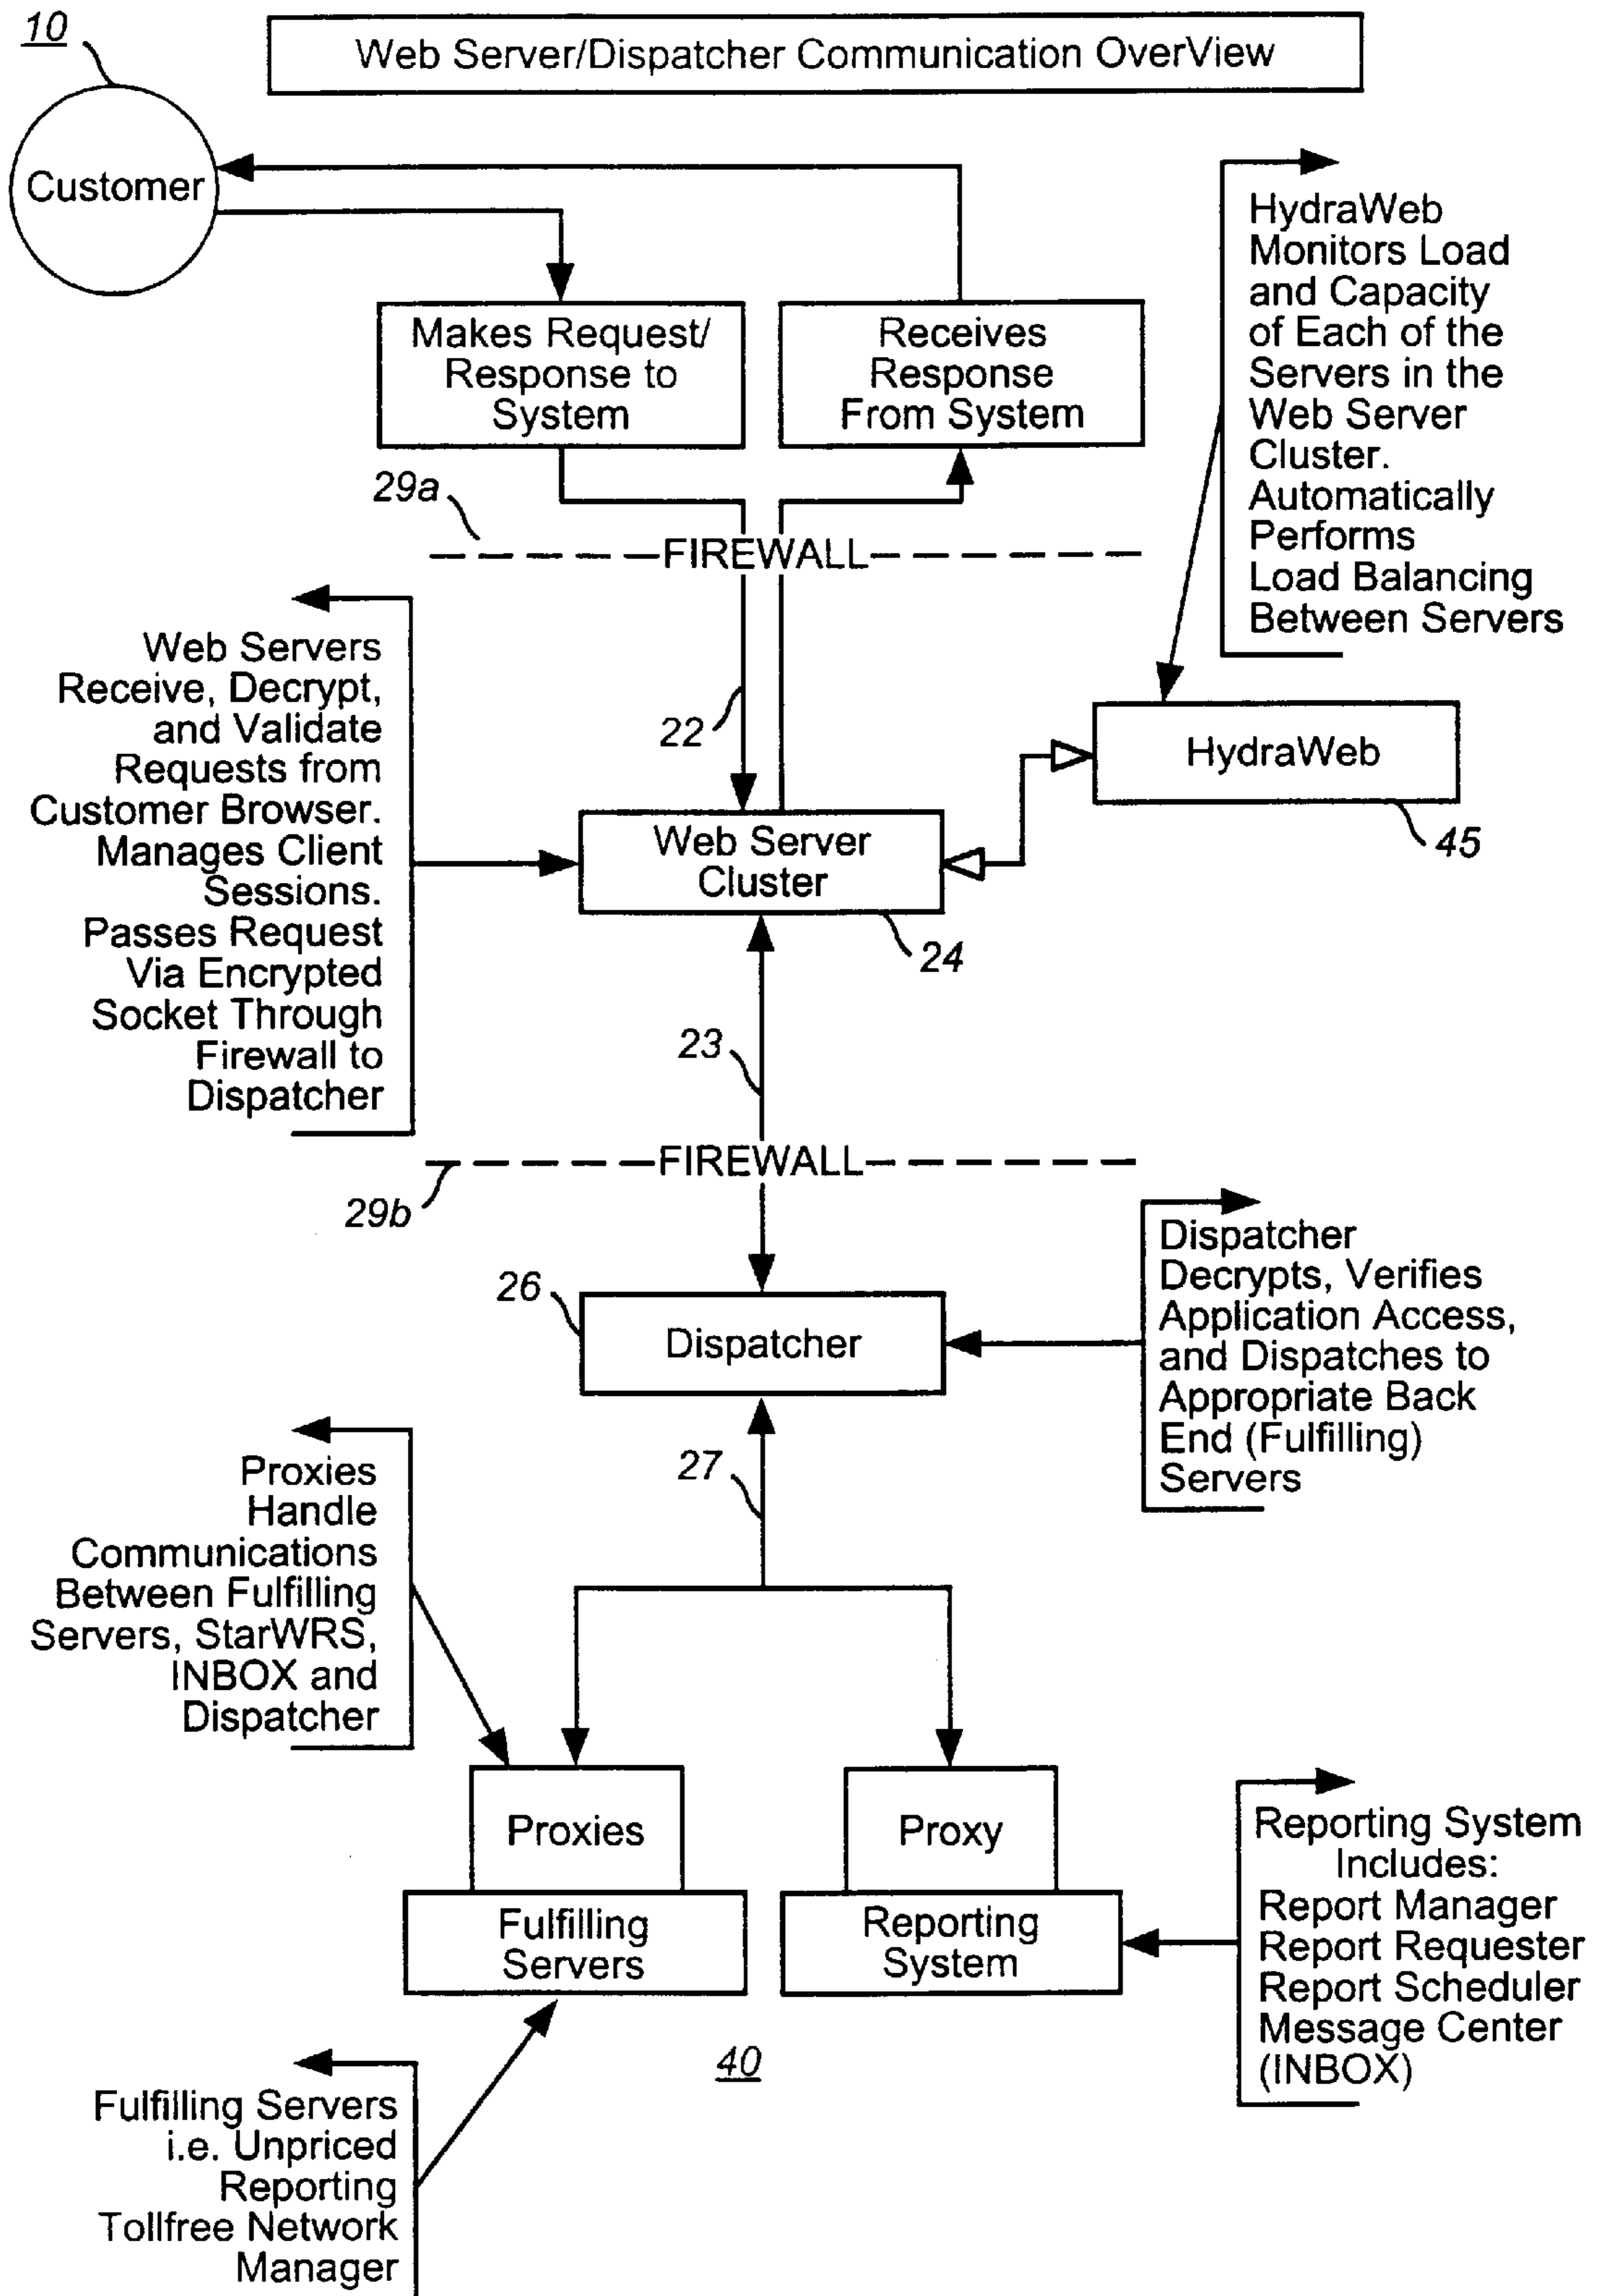 10
Web Server/Dispatcher Communication OverView
Customer
Makes Request/
Response to
System
Receives
Response
From System
HydraWeb
Monitors Load
and Capacity
of Each of the
Servers in the
Web Server
Cluster.
Automatically
Performs
Load Balancing
Between Servers
29a
FIREWALL
Web Servers
Receive, Decrypt,
and Validate
Requests from
Customer Browser.
Manages Client
Sessions.
Passes Request
Via Encrypted
Socket Through
Firewall to
Dispatcher
22
HydraWeb
45
Web Server
Cluster
24
23
FIREWALL
29b
26
Dispatcher
Dispatcher
Decrypts, Verifies
Application Access,
and Dispatches to
Appropriate Back
End (Fulfilling)
Servers
27
Proxies
Handle
Communications
Between Fulfilling
Servers, StarWRS,
INBOX and
Dispatcher
Proxies
Fulfilling
Servers
Proxy
Reporting
System
Reporting System
Includes:
Report Manager
Report Requester
Report Scheduler
Message Center
(INBOX)
40
Fulfilling Servers
i.e. Unpriced
Reporting
Tollfree Network
Manager